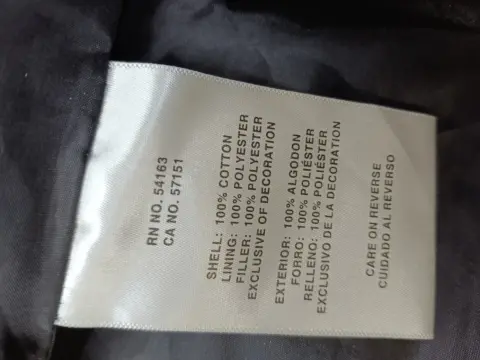 RN NO. 54163
CA NO. 57151
SHELL: 100% COTTON
LINING: 100% POLYESTER
FILLER: 100% POLYESTER
EXCLUSIVE OF DECORATION
EXTERIOR: 100% ALGODON
FORRO: 100% POLIÉSTER
RELLENO: 100% POLIÉSTER
EXCLUSIVO DE LA DECORATION
CARE ON REVERSE
CUIDADO AL REVERSO